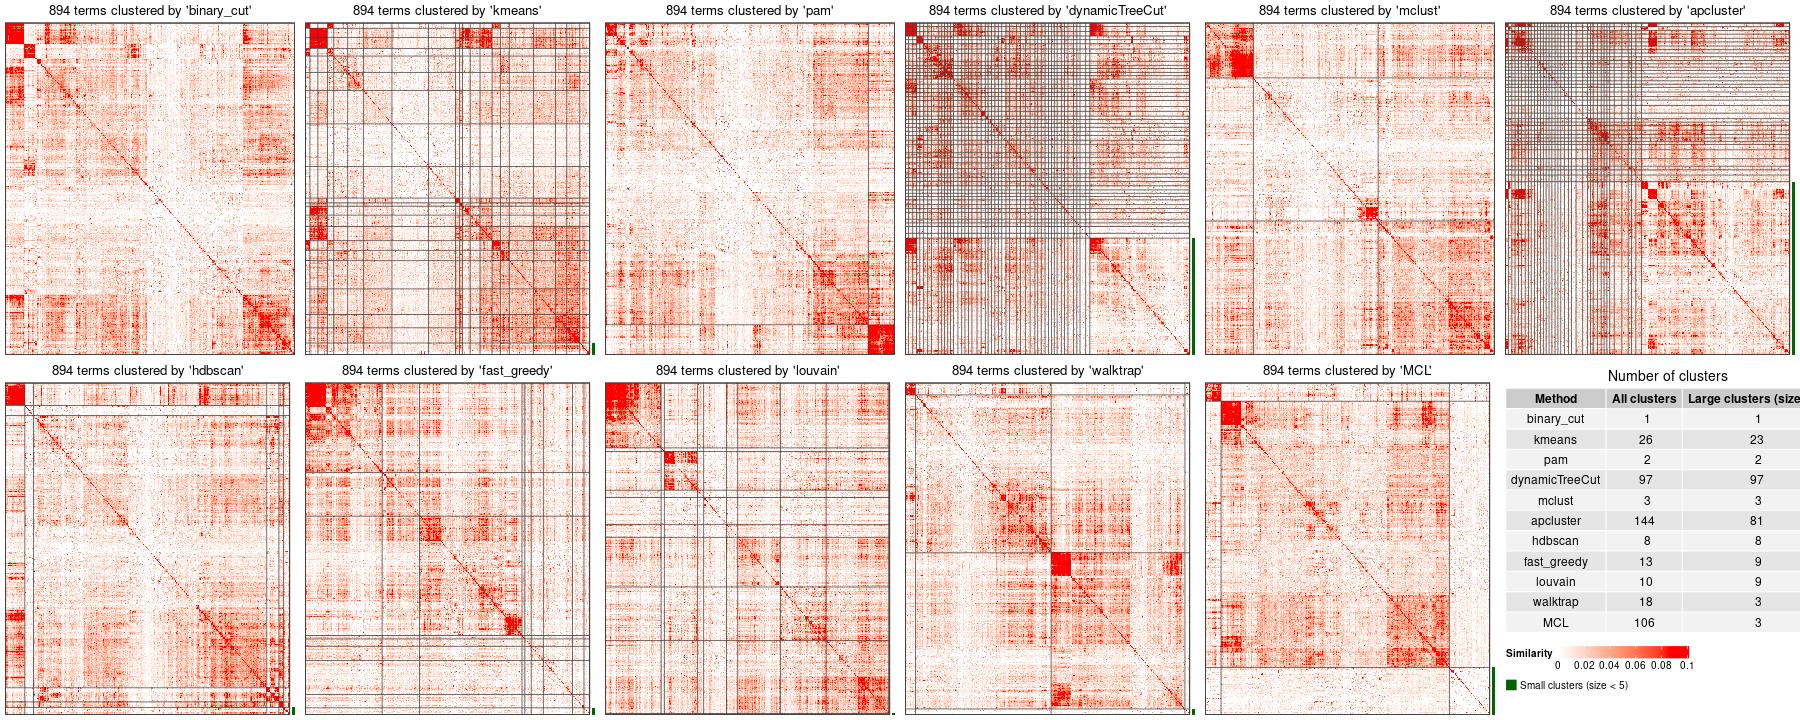 894 terms clustered by 'binary_cut'
894 terms clustered by 'kmeans'
894 terms clustered by 'pam'
894 terms clustered by 'dynamicTreeCut'
894 terms clustered by 'mclust'
894 terms clustered by 'apcluster'
894 terms clustered by 'hdbscan'
894 terms clustered by 'fast_greedy'
894 terms clustered by 'louvain'
894 terms clustered by 'walktrap'
894 terms clustered by 'MCL'
Number of clusters
Method All clusters Large clusters (size
binary_cut 1 1
kmeans 26 23
pam 2 2
dynamicTreeCut 97 97
mclust 3 3
apcluster 144 81
hdbscan 8 8
fast_greedy 13 9
louvain 10 9
walktrap 18 3
MCL 106 3
Similarity
0 0.02 0.04 0.06 0.08 0.1
Small clusters (size < 5)